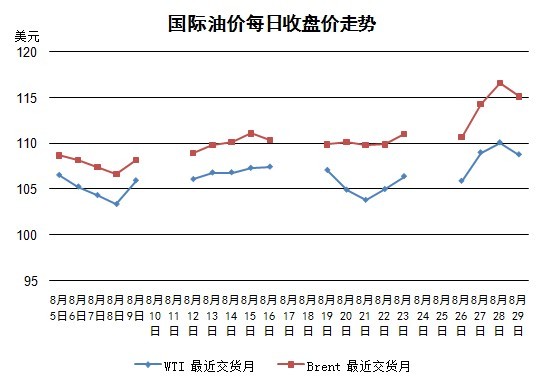 国际油价每日收盘价走势
美元
120
115
110
105
100
95
8月5日
8月6日
8月7日
8月8日
8月9日
8月10日
8月11日
8月12日
8月13日
8月14日
8月15日
8月16日
8月17日
8月18日
8月19日
8月20日
8月21日
8月22日
8月23日
8月24日
8月25日
8月26日
8月27日
8月28日
8月29日
WTI 最近交货月
Brent 最近交货月